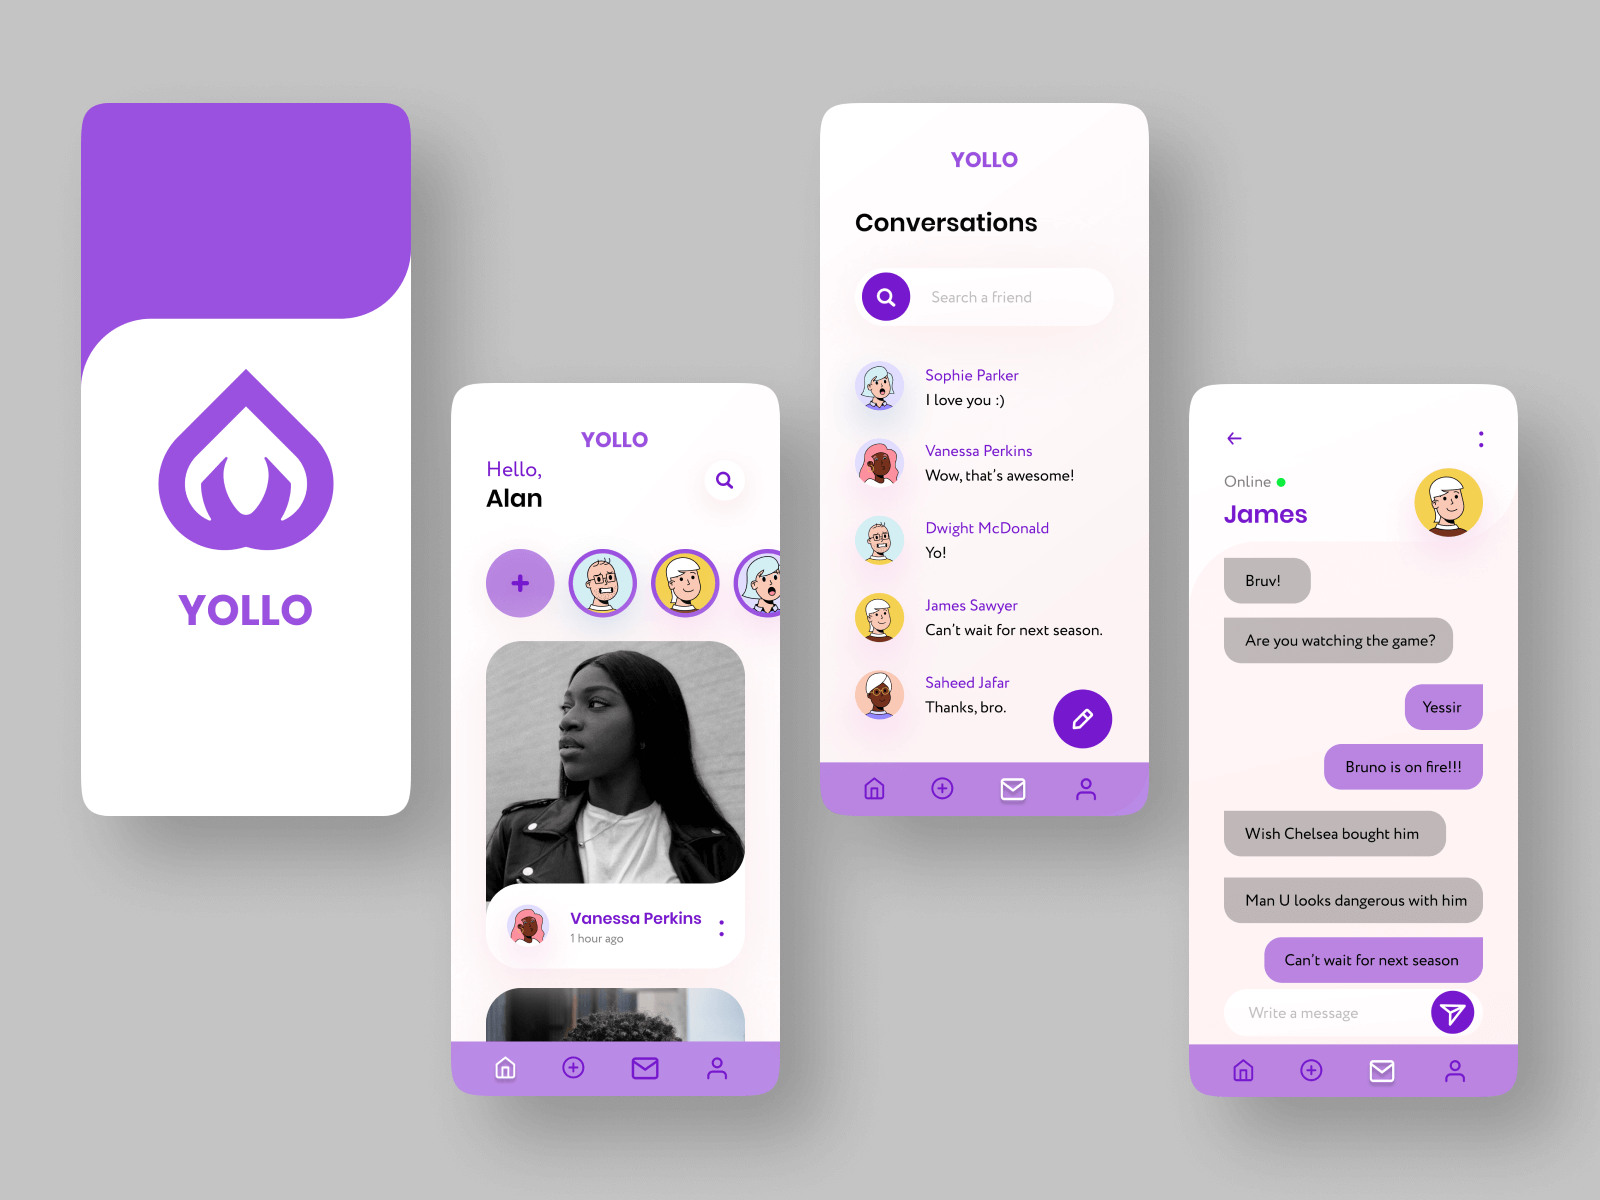 YOLLO
YOLLO
Hello,
Alan
Vanessa Perkins
1 hour ago
YOLLO
Conversations
Search a friend
Sophie Parker
I love you :)
Vanessa Perkins
Wow, that's awesome!
Dwight McDonald
Yo!
James Sawyer
Can't wait for next season.
Saheed Jafar
Thanks, bro.
Online
James
Bruv!
Are you watching the game?
Yessir
Bruno is on fire!!!
Wish Chelsea bought him
Man U looks dangerous with him
Can't wait for next season
Write a message